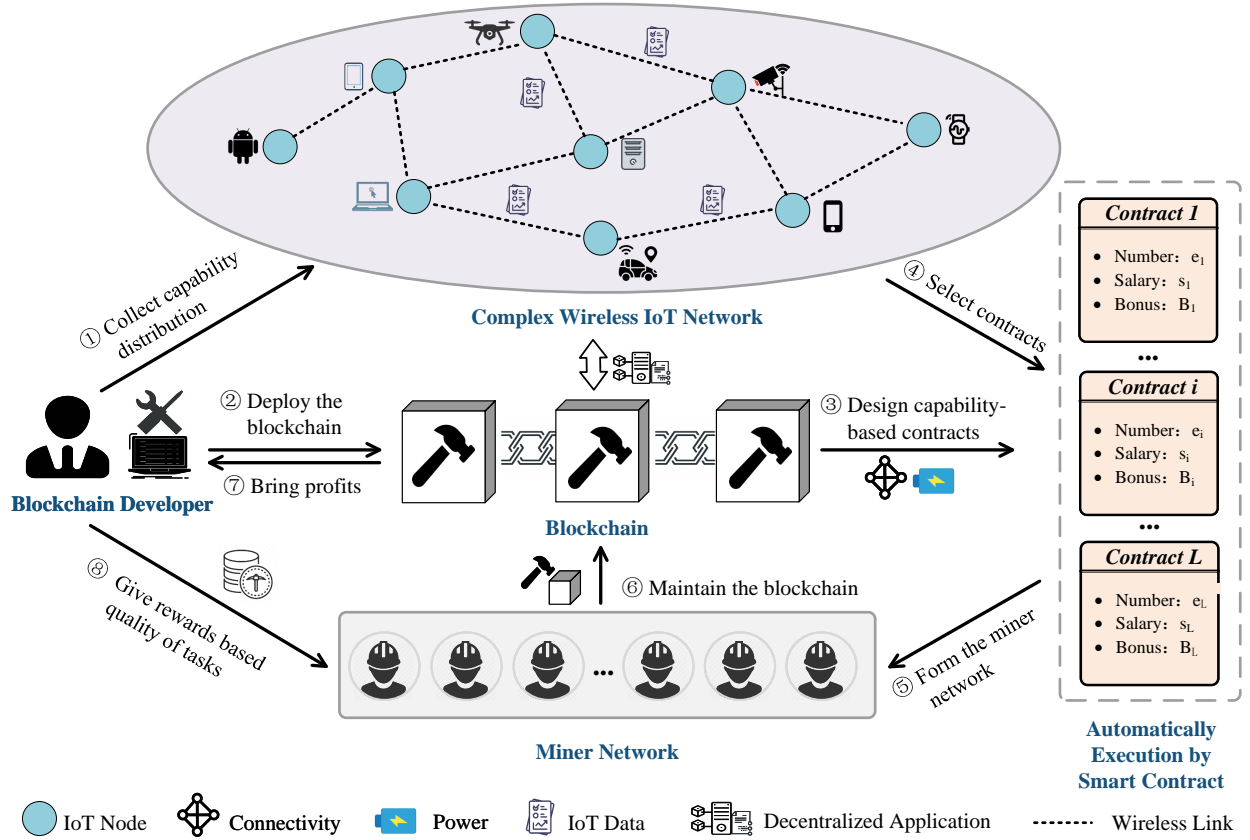 Complex Wireless IoT Network
① Collect capability
distribution
④ Select contracts
② Deploy the
blockchain
⑦ Bring profits
③ Design capability-
based contracts
Blockchain Developer
Blockchain
⑧ Give rewards based
quality of tasks
⑥ Maintain the blockchain
⑤ Form the miner
network
...
Miner Network
Contract 1
• Number: e₁
• Salary: s₁
• Bonus: B₁
...
Contract i
• Number: eᵢ
• Salary: sᵢ
• Bonus: Bᵢ
...
Contract L
• Number: e_L
• Salary: s_L
• Bonus: B_L
Automatically
Execution by
Smart Contract
IoT Node
Connectivity
Power
IoT Data
Decentralized Application
Wireless Link